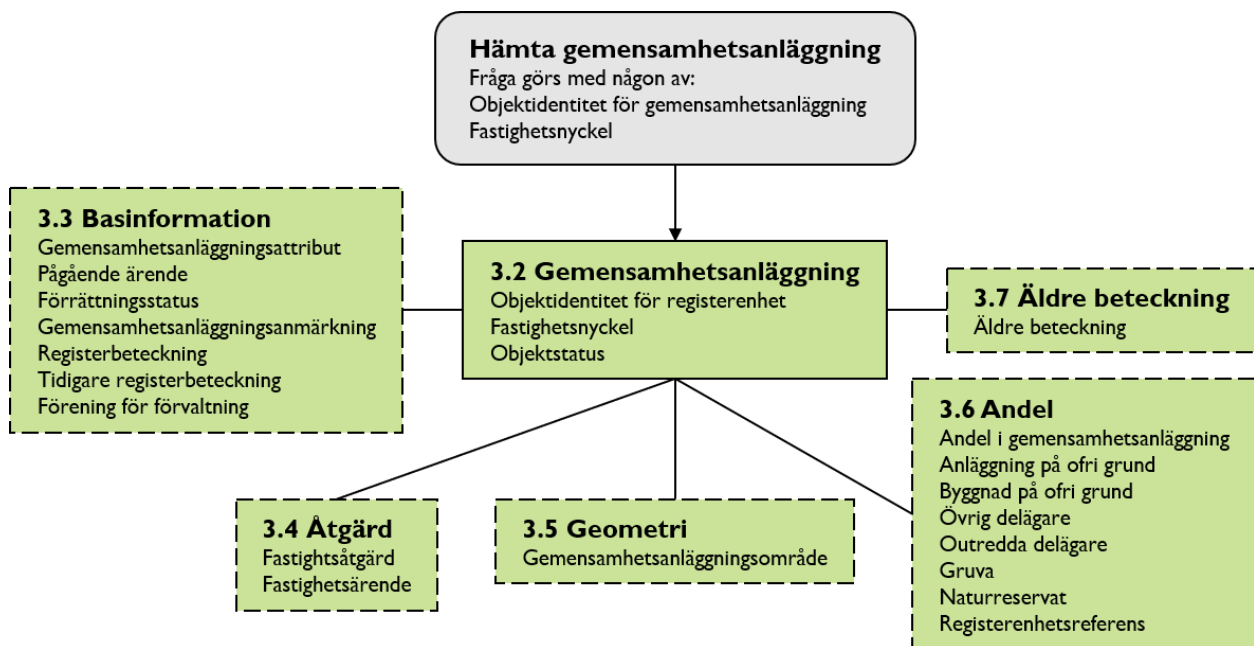 Hämta gemensamhetsanläggning
Fråga görs med någon av:
Objektidentitet för gemensamhetsanläggning
Fastighetsnyckel
3.3 Basinformation
Gemensamhetsanläggningsattribut
Pågående ärende
Förrättningsstatus
Gemensamhetsanläggningsanmärkning
Registerbeteckning
Tidigare registerbeteckning
Förening för förvaltning
3.2 Gemensamhetsanläggning
Objektidentitet för registerenhet
Fastighetsnyckel
Objektstatus
3.7 Äldre beteckning
Äldre beteckning
3.4 Åtgärd
Fastightsåtgärd
Fastighetsärende
3.5 Geometri
Gemensamhetsanläggningsområde
3.6 Andel
Andel i gemensamhetsanläggning
Anläggning på ofri grund
Byggnad på ofri grund
Övrig delägare
Outredda delägare
Gruva
Naturreservat
Registerenhetsreferens